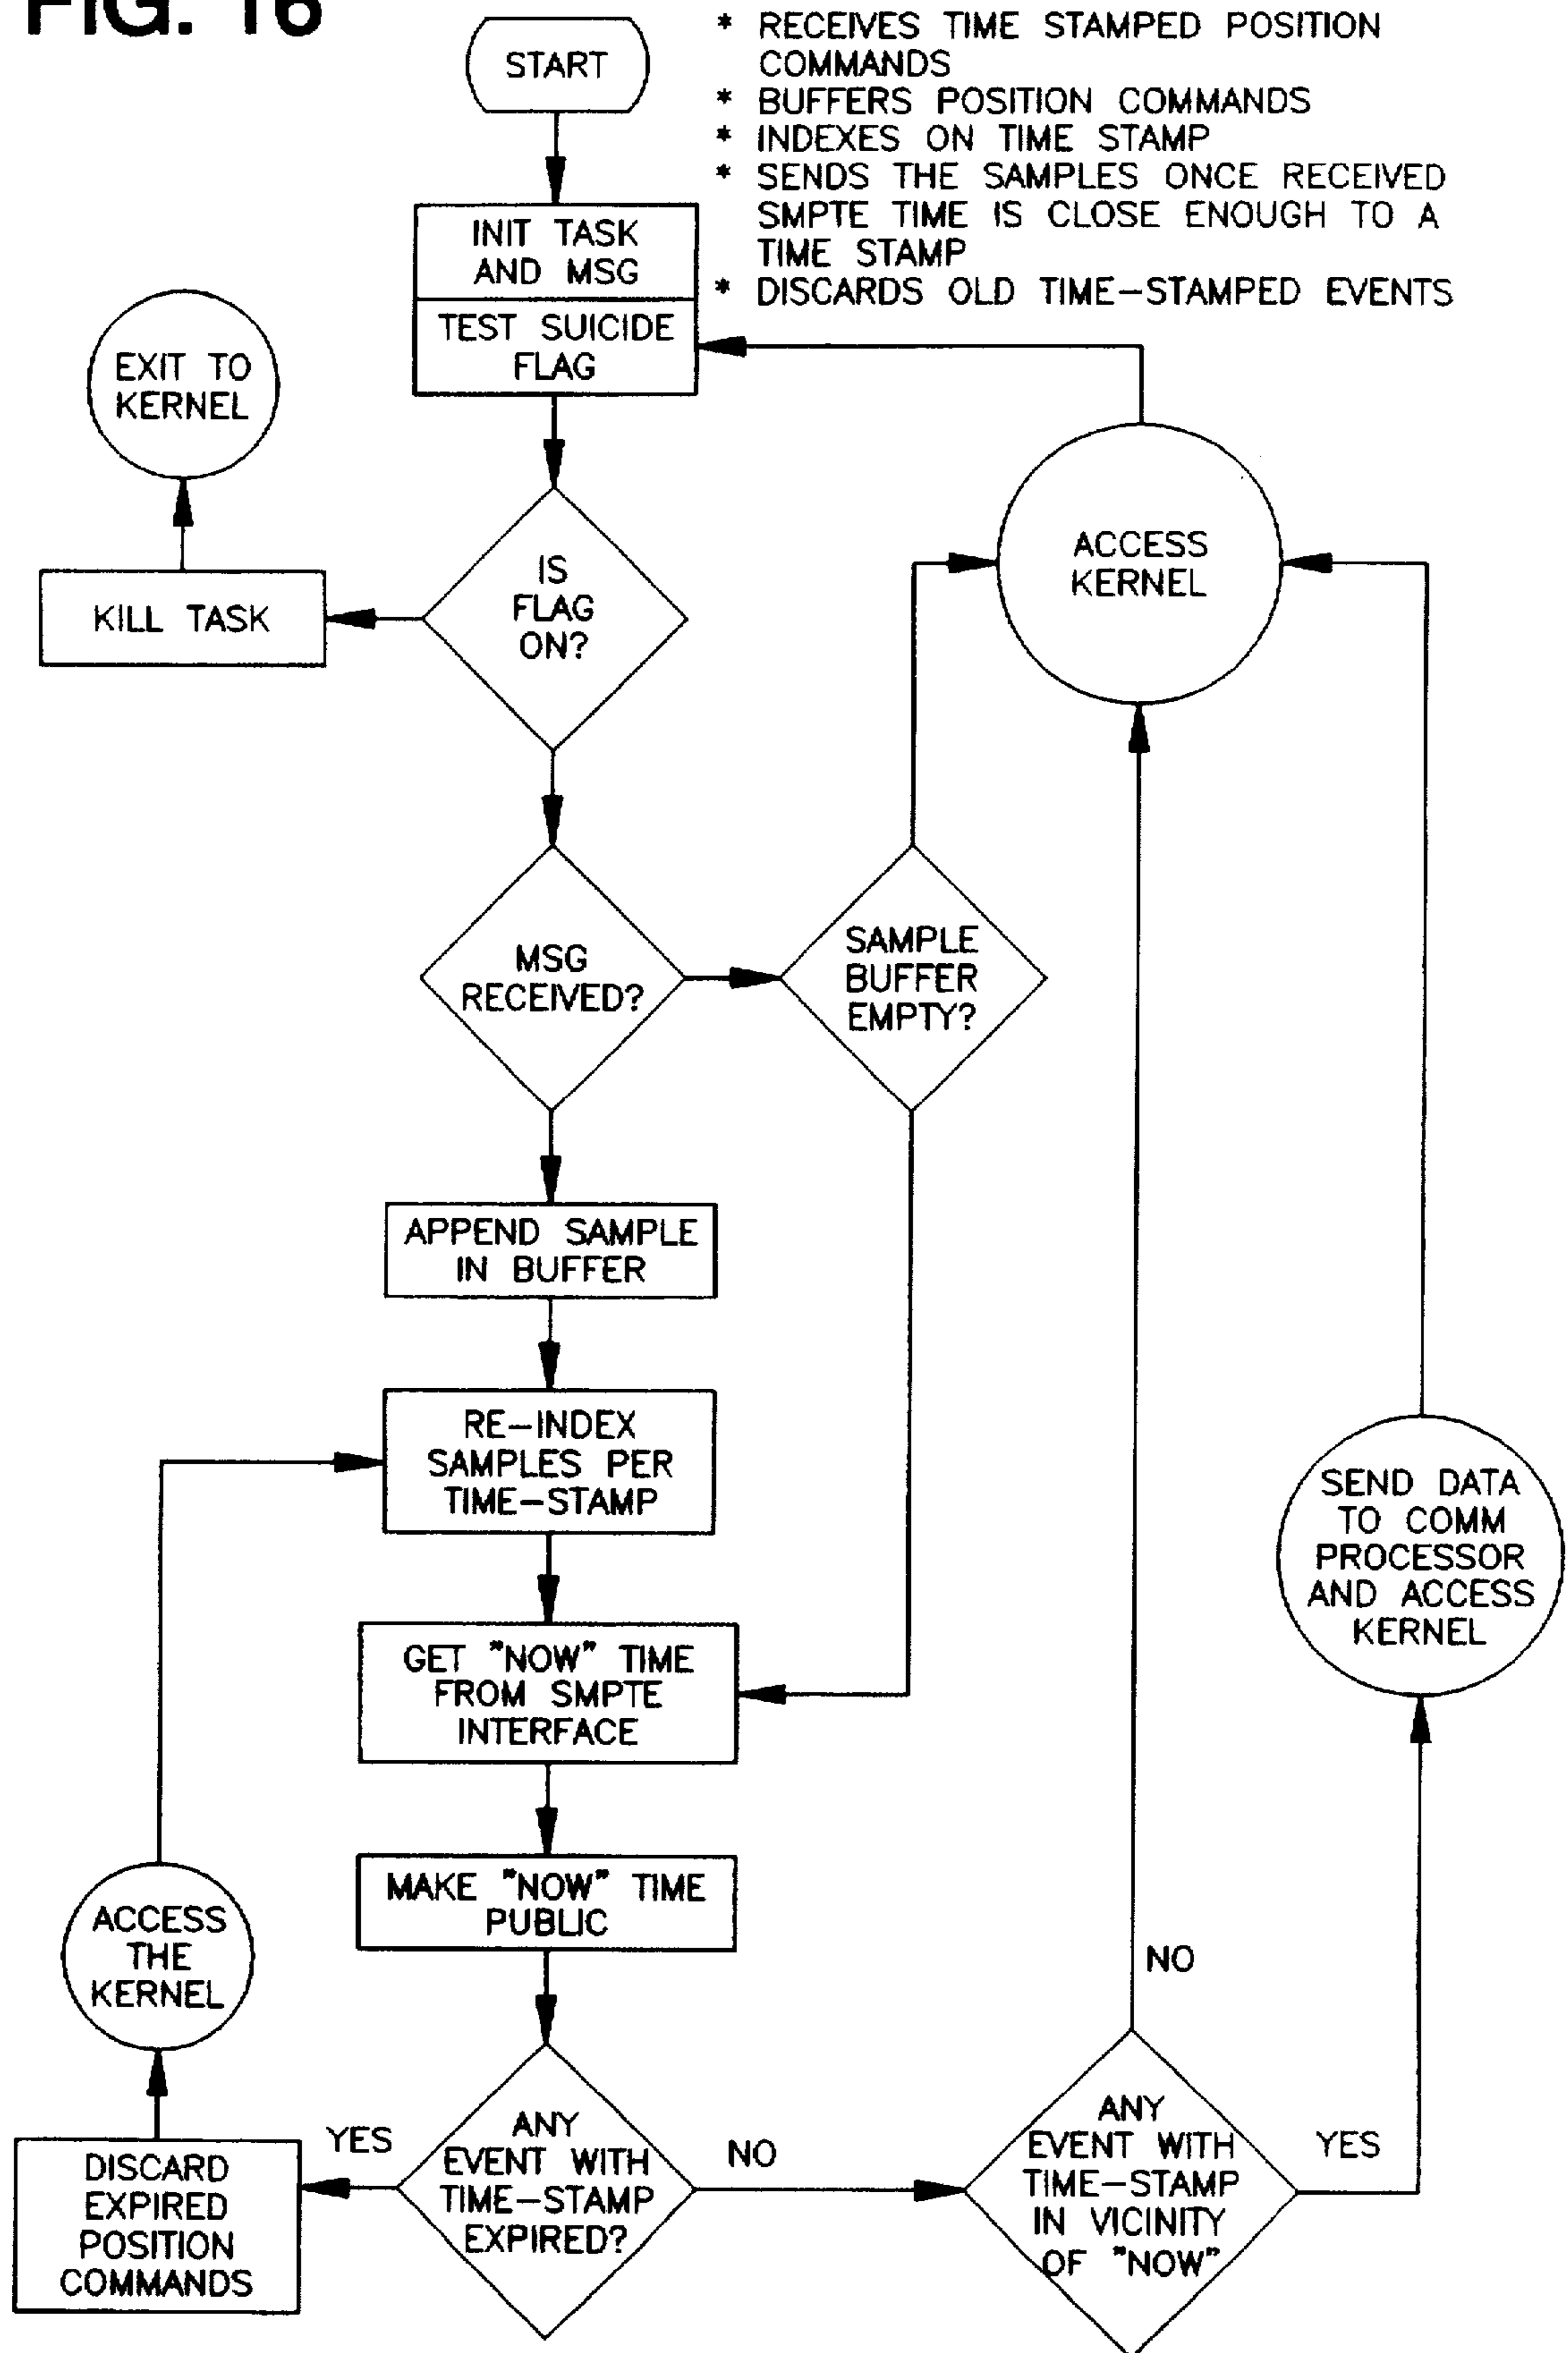 FIG. 16
START
* RECEIVES TIME STAMPED POSITION
COMMANDS
* BUFFERS POSITION COMMANDS
* INDEXES ON TIME STAMP
* SENDS THE SAMPLES ONCE RECEIVED
SMPTE TIME IS CLOSE ENOUGH TO A
TIME STAMP
* DISCARDS OLD TIME-STAMPED EVENTS
INIT TASK
AND MSG
TEST SUICIDE
FLAG
EXIT TO
KERNEL
KILL TASK
IS
FLAG
ON?
ACCESS
KERNEL
MSG
RECEIVED?
SAMPLE
BUFFER
EMPTY?
APPEND SAMPLE
IN BUFFER
RE-INDEX
SAMPLES PER
TIME-STAMP
SEND DATA
TO COMM
PROCESSOR
AND ACCESS
KERNEL
GET "NOW" TIME
FROM SMPTE
INTERFACE
MAKE "NOW" TIME
PUBLIC
ACCESS
THE
KERNEL
NO
DISCARD
EXPIRED
POSITION
COMMANDS
YES
ANY
EVENT WITH
TIME-STAMP
EXPIRED?
NO
ANY
EVENT WITH
TIME-STAMP
IN VICINITY
OF "NOW"
YES